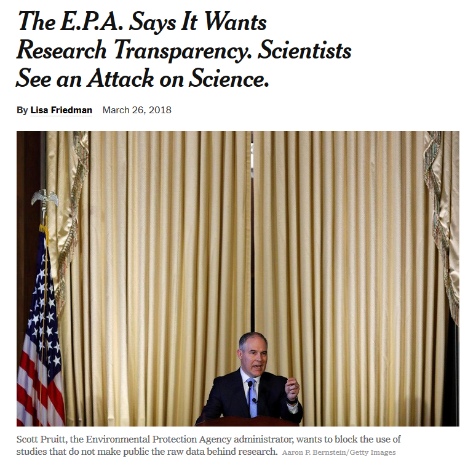 The E.P.A. Says It Wants
Research Transparency. Scientists
See an Attack on Science.
By Lisa Friedman March 26, 2018
Scott Pruitt, the Environmental Protection Agency administrator, wants to block the use of
studies that do not make public the raw data behind research. Aaron P. Bernstein/Getty Images